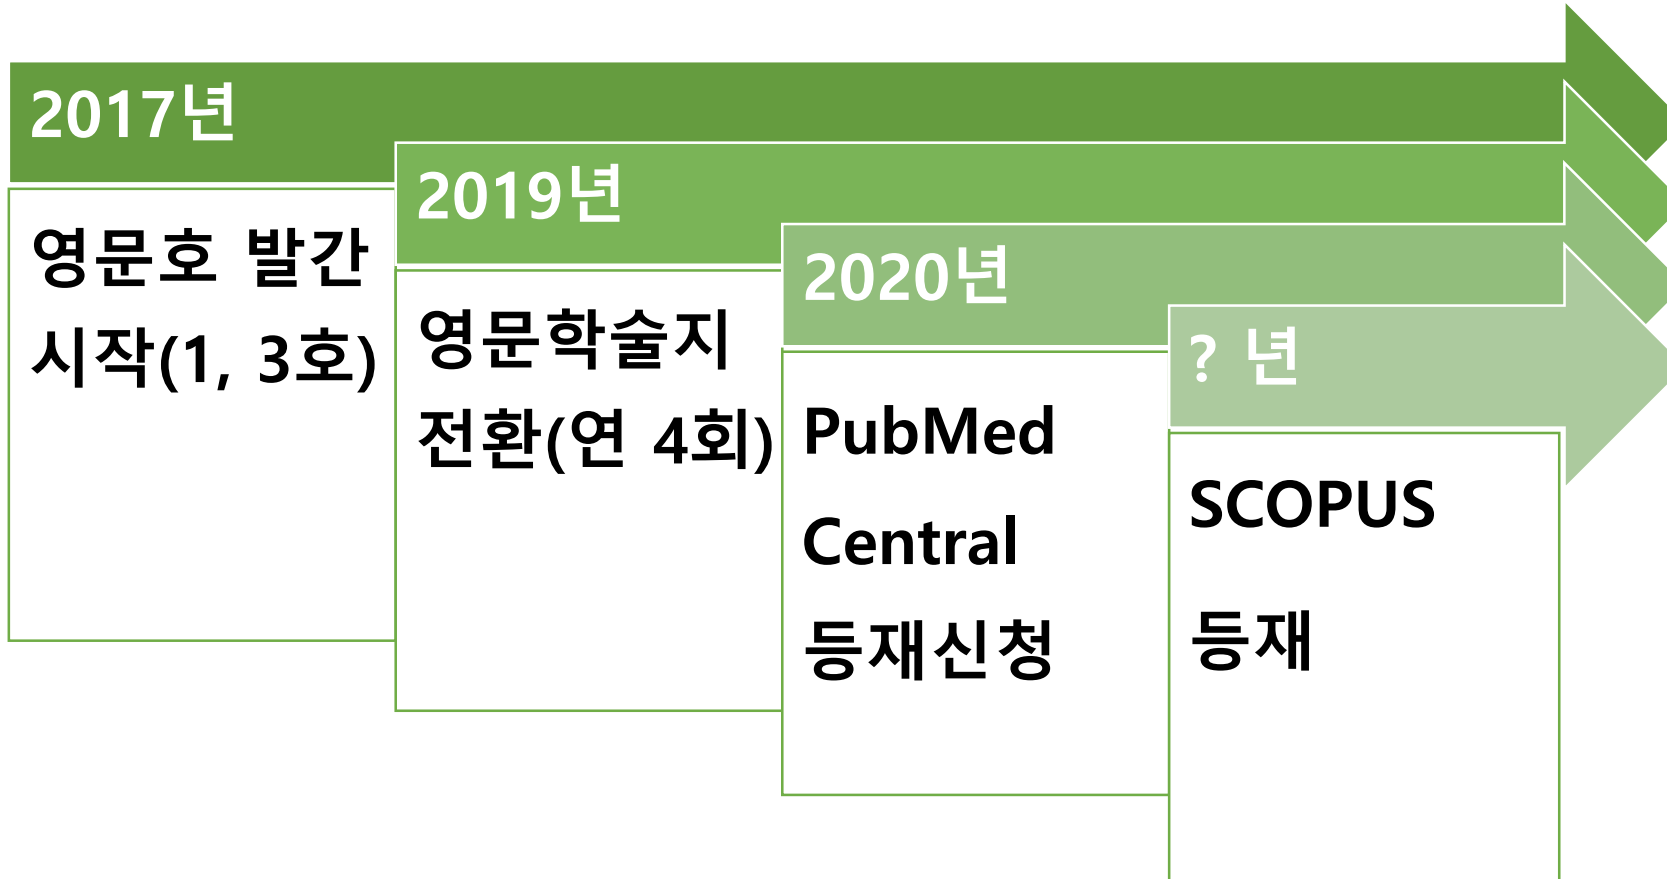 2017년
영문호 발간
시작(1, 3호)
2019년
영문학술지
전환(연 4회)
2020년
PubMed
Central
등재신청
? 년
SCOPUS
등재